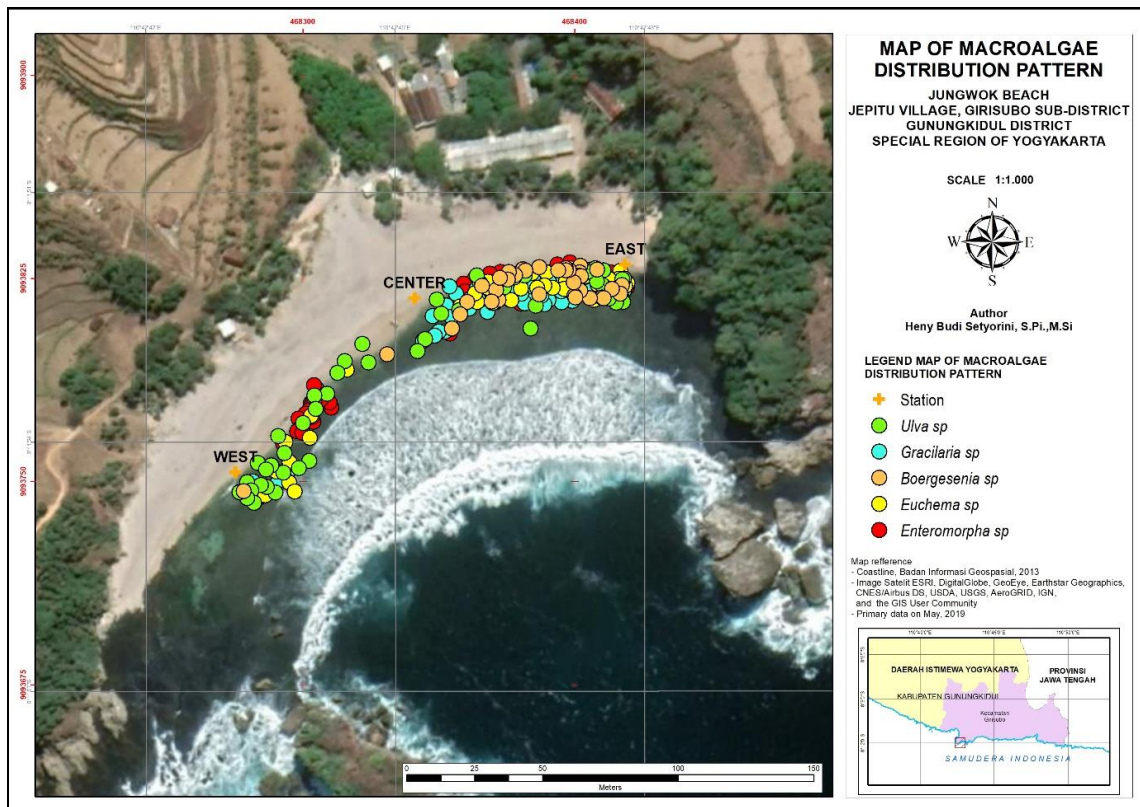 468300
468400
9093900
9093825
9093750
9093675
EAST
CENTER
WEST
0
25
50
100
150
Meters
MAP OF MACROALGAE
DISTRIBUTION PATTERN
JUNGWOK BEACH
JEPITU VILLAGE, GIRISUBO SUB-DISTRICT
GUNUNGKIDUL DISTRICT
SPECIAL REGION OF YOGYAKARTA
SCALE 1:1.000
N
W E
S
Author
Heny Budi Setyorini, S.Pi.,M.Si
LEGEND MAP OF MACROALGAE
DISTRIBUTION PATTERN
Station
Ulva sp
Gracilaria sp
Boergesenia sp
Euchema sp
Enteromorpha sp
Map refference
- Coastline, Badan Informasi Geospasial, 2013
- Image Satelit ESRI, DigitalGlobe, GeoEye, Earthstar Geographics,
CNES/Airbus DS, USDA, USGS, AeroGRID, IGN,
and the GIS User Community
- Primary data on May, 2019
DAERAH ISTIMEWA YOGYAKARTA
PROVINSI
JAWA TENGAH
KABUPATEN GUNUNGKIDUL
Kecamatan
Girisubo
SAMUDERA INDONESIA